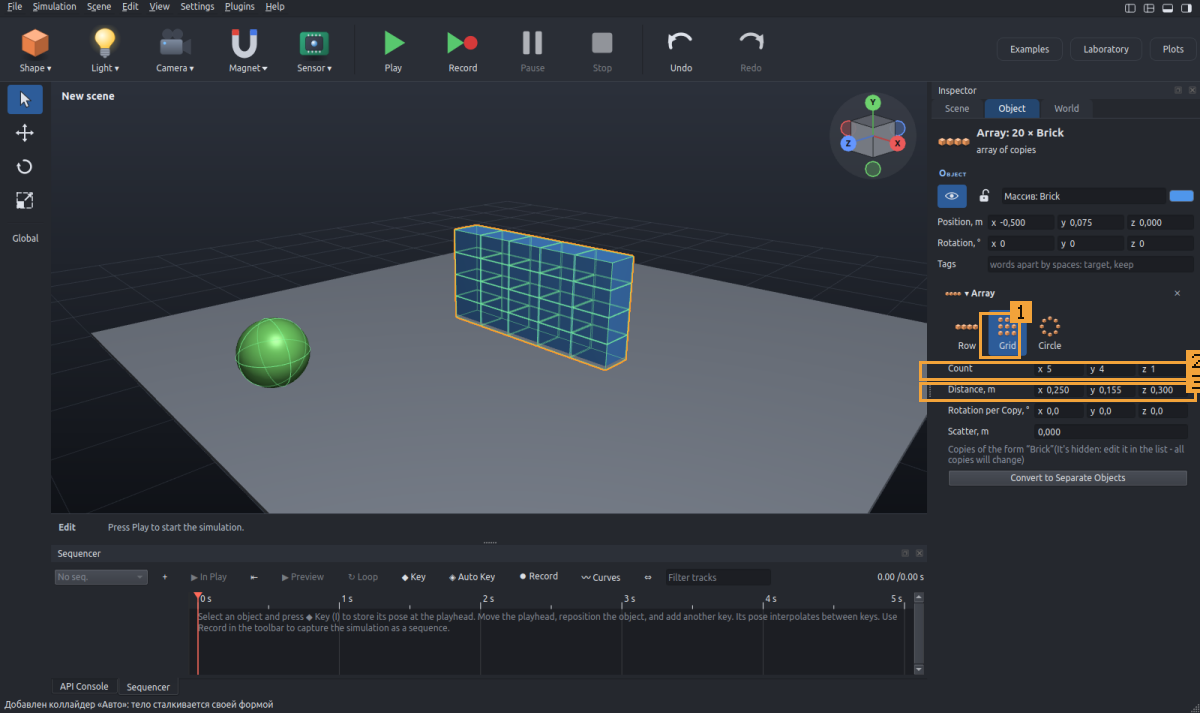 File Simulation Scene Edit View Settings Plugins Help
Shape ▾ Light ▾ Camera ▾ Magnet ▾ Sensor ▾ Play Record Pause Stop Undo Redo Examples Laboratory Plots
New scene
Y
Z X
Global
Inspector
Scene Object World
Array: 20 × Brick
array of copies
Object
Массив: Brick
Position, m x -0,500 y 0,075 z 0,000
Rotation, ° x 0 y 0 z 0
Tags words apart by spaces: target, keep
▾ Array
1
Row Grid Circle
Count x 5 y 4 z 1
Distance, m x 0,250 y 0,155 z 0,300
Rotation per Copy, ° x 0,0 y 0,0 z 0,0
Scatter, m 0,000
Copies of the form "Brick"(It's hidden: edit it in the list - all
copies will change)
Convert to Separate Objects
Edit Press Play to start the simulation.
Sequencer
No seq. + ▶ In Play ▶ Preview ↻ Loop ◆ Key ◈ Auto Key ● Record Curves Filter tracks 0.00 /0.00 s
0 s 1 s 2 s 3 s 4 s 5 s
Select an object and press ◆ Key (I) to store its pose at the playhead. Move the playhead, reposition the object, and add another key. Its pose interpolates between keys. Use
Record in the toolbar to capture the simulation as a sequence.
API Console Sequencer
Добавлен коллайдер «Авто»: тело сталкивается своей формой